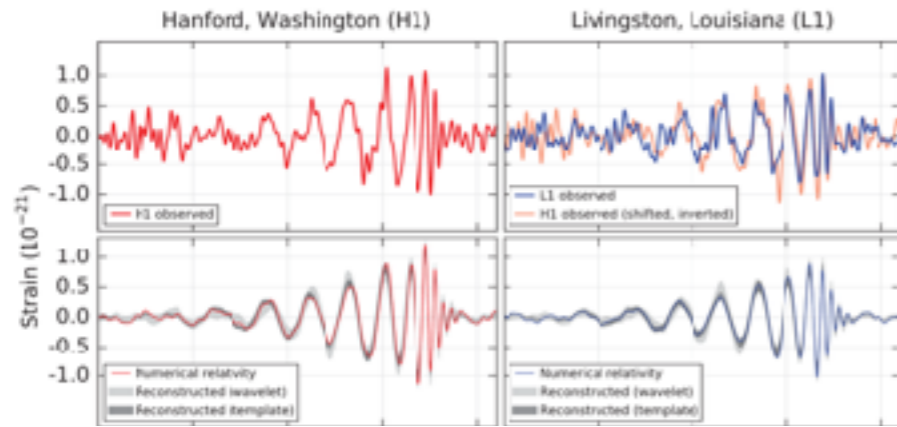 Hanford, Washington (H1)
Livingston, Louisiana (L1)
Strain (10⁻²¹)
1.0
0.5
0.0
-0.5
-1.0
H1 observed
L1 observed
H1 observed (shifted, inverted)
1.0
0.5
0.0
-0.5
-1.0
Numerical relativity
Reconstructed (wavelet)
Reconstructed (template)
Numerical relativity
Reconstructed (wavelet)
Reconstructed (template)